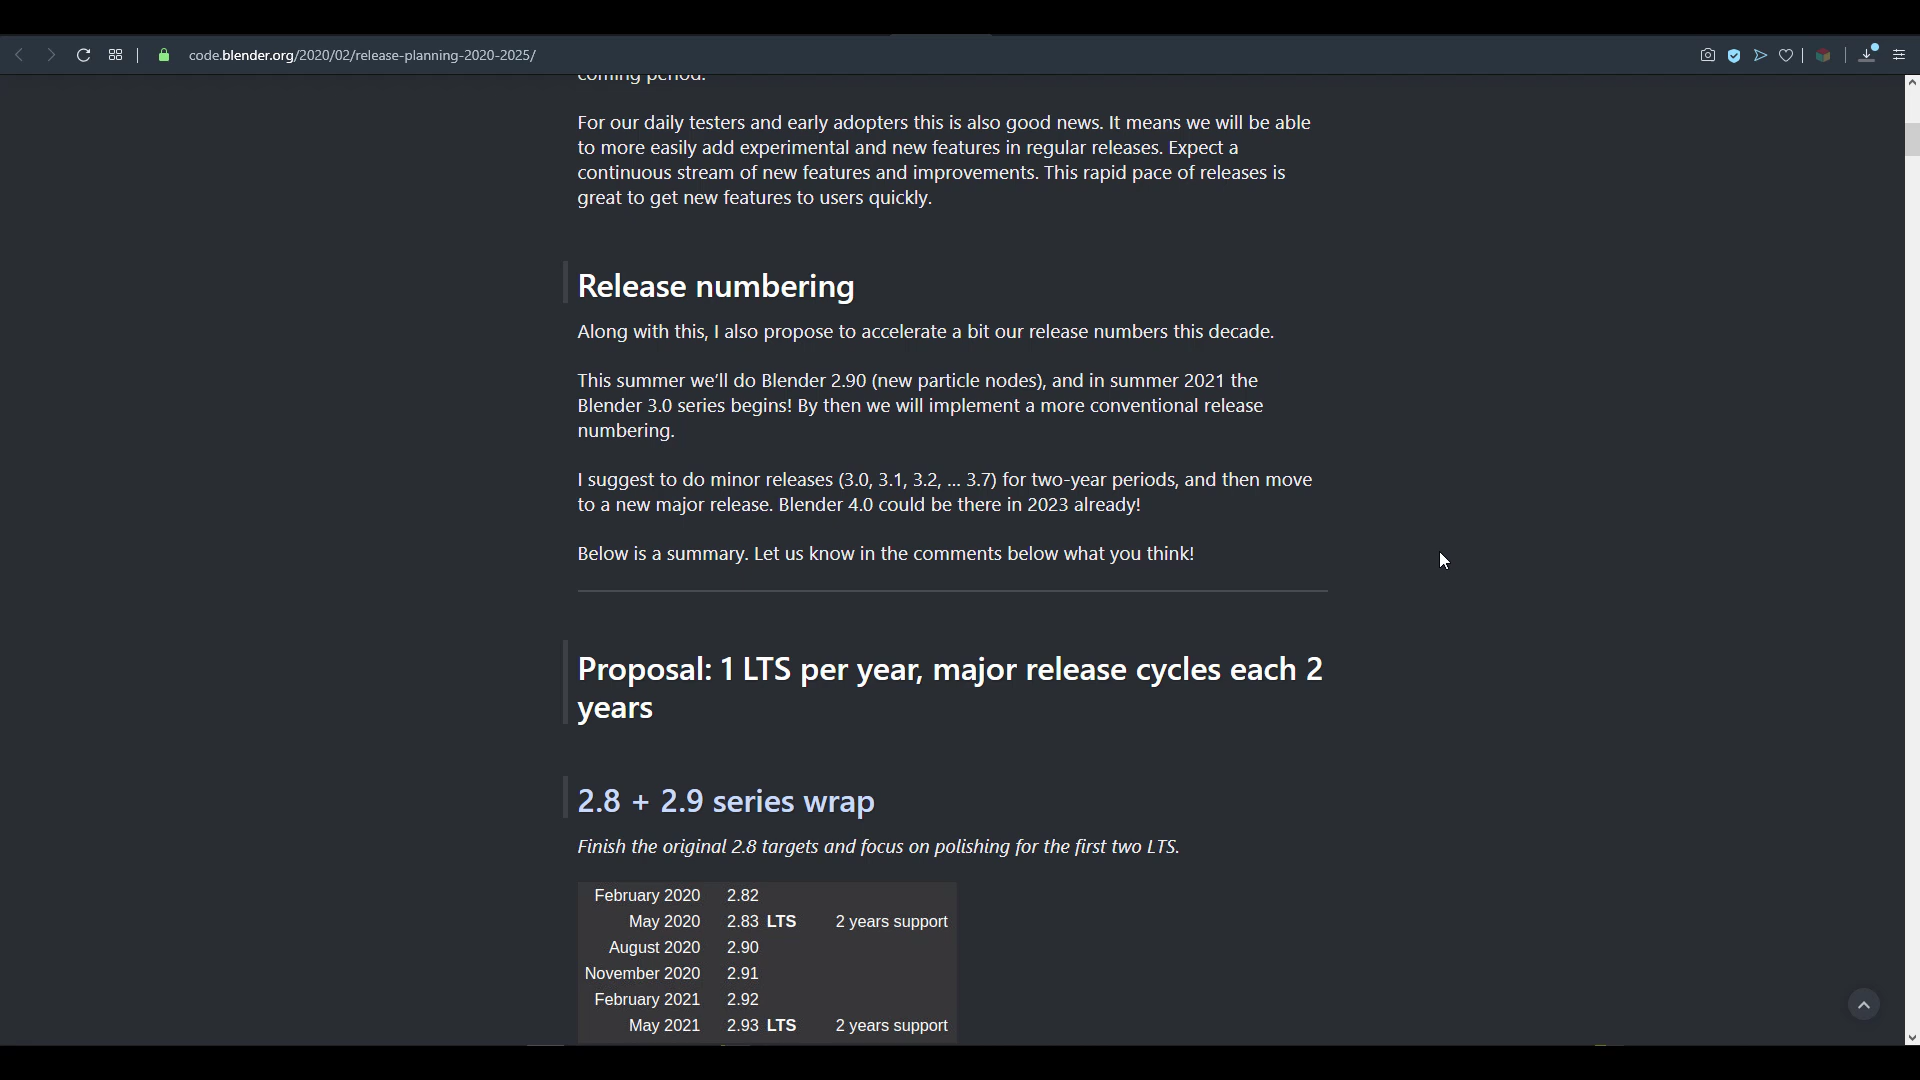 code.blender.org/2020/02/release-planning-2020-2025/
coming period.
For our daily testers and early adopters this is also good news. It means we will be able
to more easily add experimental and new features in regular releases. Expect a
continuous stream of new features and improvements. This rapid pace of releases is
great to get new features to users quickly.
Release numbering
Along with this, I also propose to accelerate a bit our release numbers this decade.
This summer we’ll do Blender 2.90 (new particle nodes), and in summer 2021 the
Blender 3.0 series begins! By then we will implement a more conventional release
numbering.
I suggest to do minor releases (3.0, 3.1, 3.2, … 3.7) for two-year periods, and then move
to a new major release. Blender 4.0 could be there in 2023 already!
Below is a summary. Let us know in the comments below what you think!
Proposal: 1 LTS per year, major release cycles each 2
years
2.8 + 2.9 series wrap
Finish the original 2.8 targets and focus on polishing for the first two LTS.
February 2020 2.82
May 2020 2.83 LTS 2 years support
August 2020 2.90
November 2020 2.91
February 2021 2.92
May 2021 2.93 LTS 2 years support